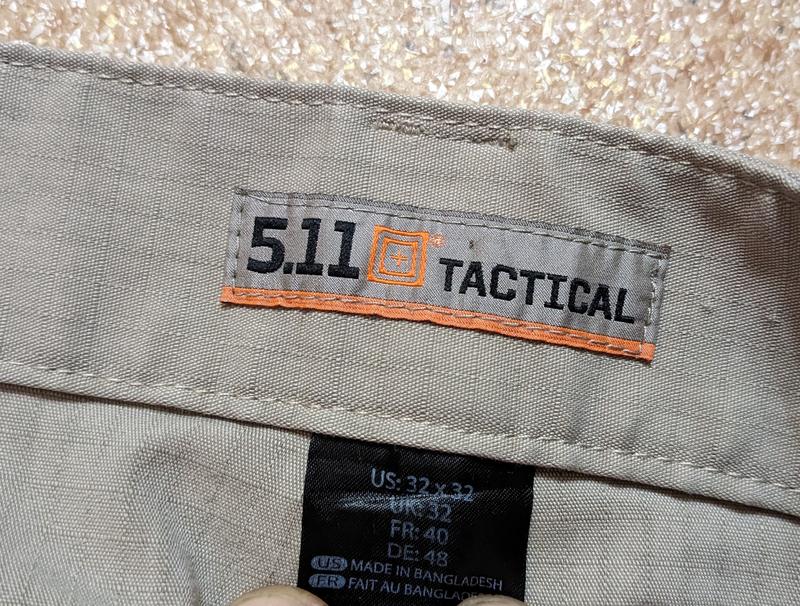 5.11 TACTICAL
US: 32 x 32
UK: 32
FR: 40
DE: 48
US MADE IN BANGLADESH
FR FAIT AU BANGLADESH